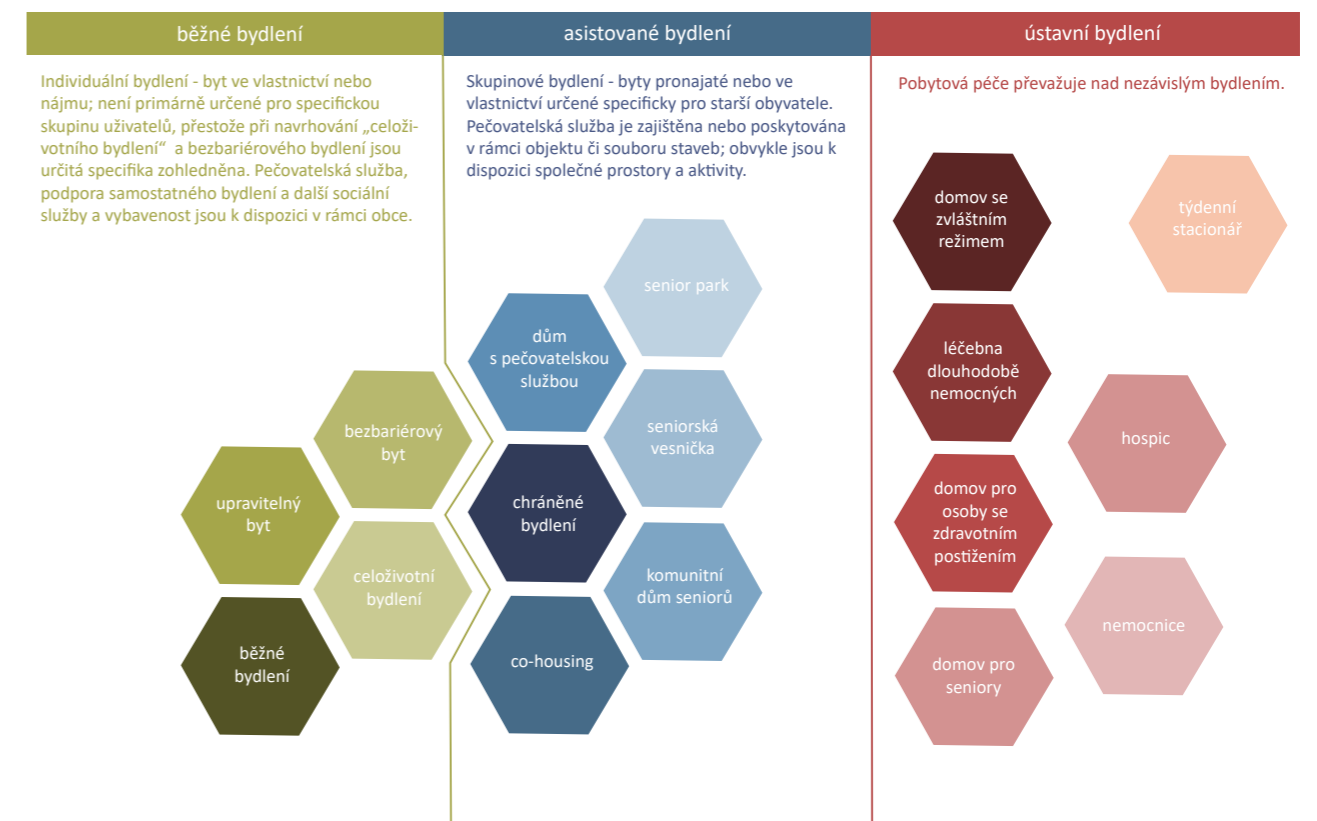 běžné bydlení
Individuální bydlení - byt ve vlastnictví nebo
nájmu; není primárně určené pro specifickou
skupinu uživatelů, přestože při navrhování „celoži-
votního bydlení“ a bezbariérového bydlení jsou
určitá specifika zohledněna. Pečovatelská služba,
podpora samostatného bydlení a další sociální
služby a vybavenost jsou k dispozici v rámci obce.
bezbariérový
byt
upravitelný
byt
celoživotní
bydlení
běžné
bydlení
asistované bydlení
Skupinové bydlení - byty pronajaté nebo ve
vlastnictví určené specificky pro starší obyvatele.
Pečovatelská služba je zajištěna nebo poskytována
v rámci objektu či souboru staveb; obvykle jsou k
dispozici společné prostory a aktivity.
senior park
dům
s pečovatelskou
službou
seniorská
vesnička
chráněné
bydlení
komunitní
dům seniorů
co-housing
ústavní bydlení
Pobytová péče převažuje nad nezávislým bydlením.
domov se
zvláštním
režimem
týdenní
stacionář
léčebna
dlouhodobě
nemocných
hospic
domov pro
osoby se
zdravotním
postižením
nemocnice
domov pro
seniory